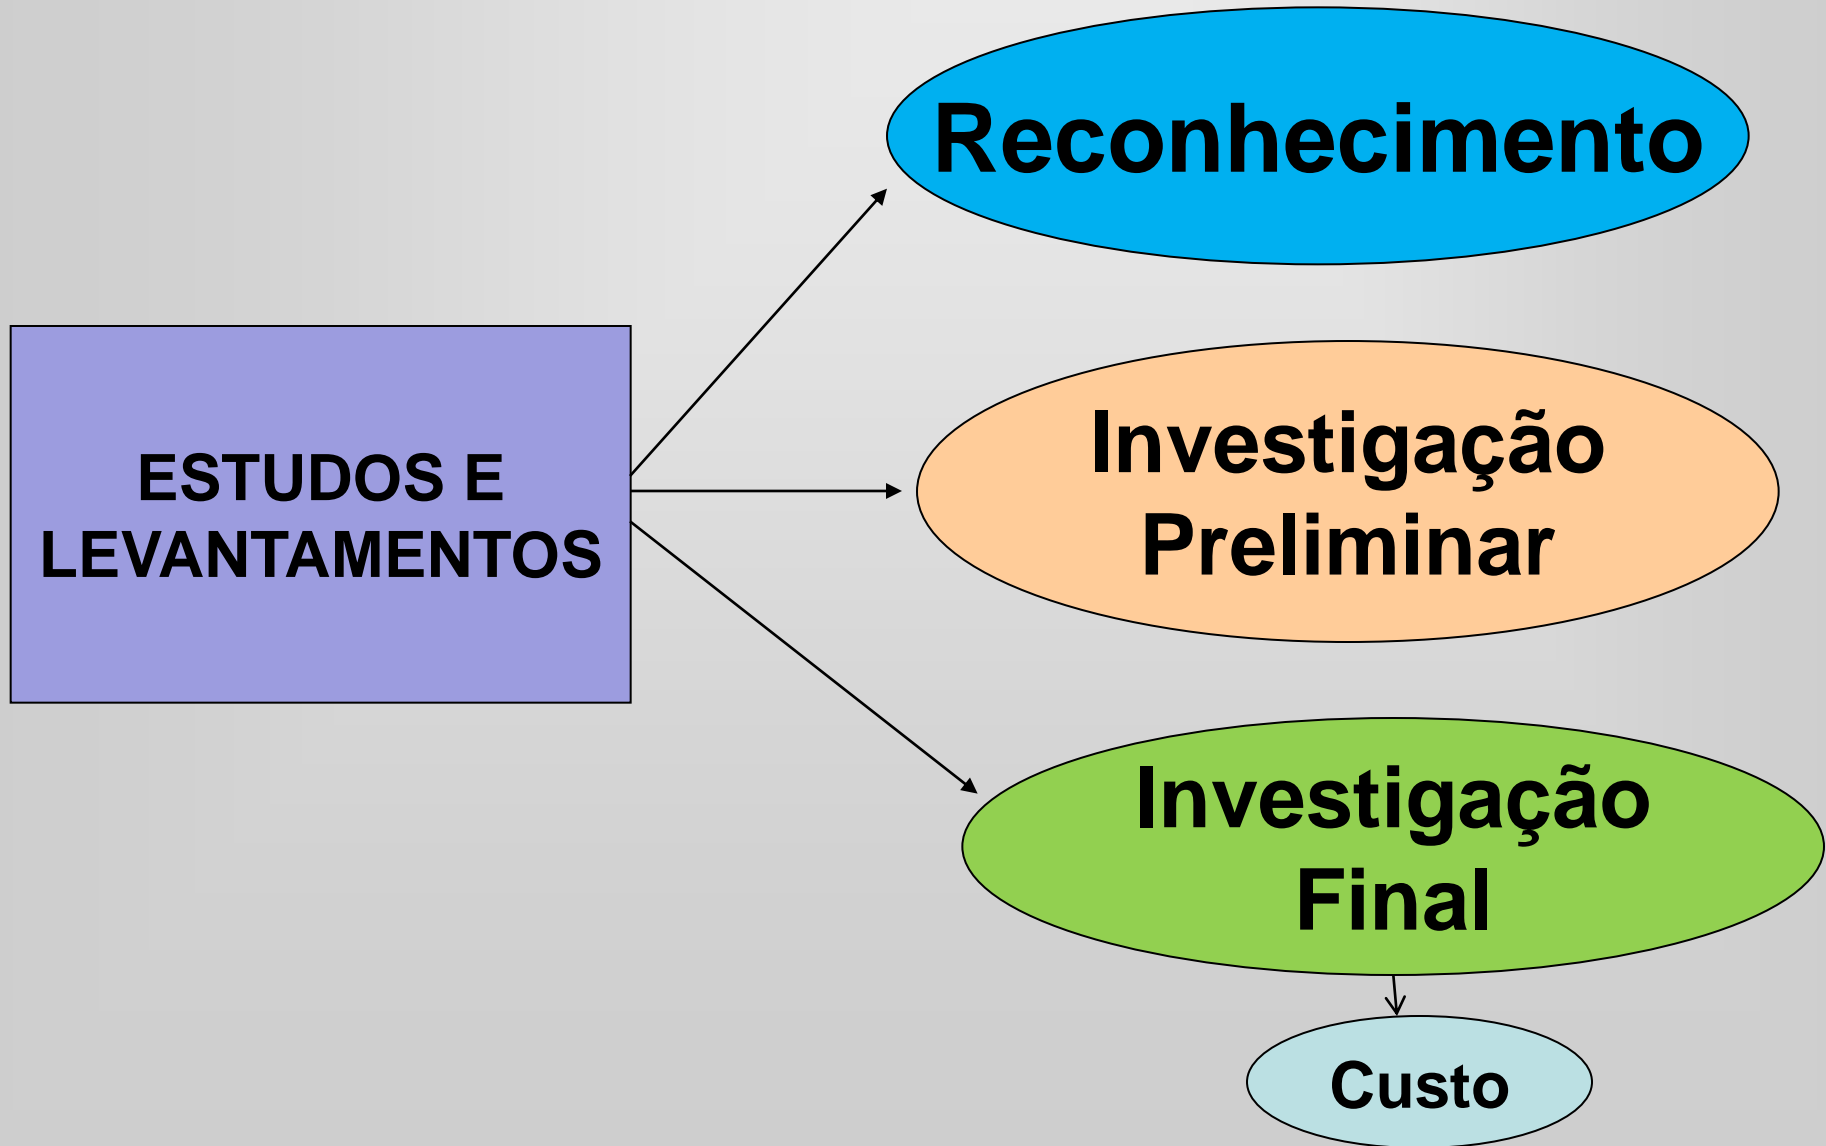 Reconhecimento
ESTUDOS E
LEVANTAMENTOS
Investigação
Preliminar
Investigação
Final
Custo